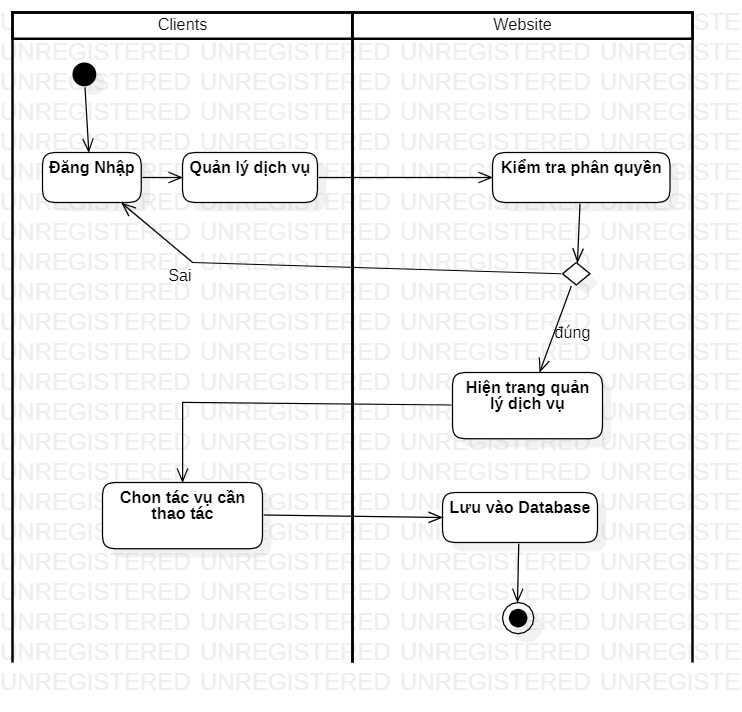 Clients
Website
Đăng Nhập
Quản lý dịch vụ
Kiểm tra phân quyền
Sai
đúng
Hiện trang quản
lý dịch vụ
Chon tác vụ cần
thao tác
Lưu vào Database
UNREGISTERED UNREGISTERED UNREGISTERED UNREGISTE